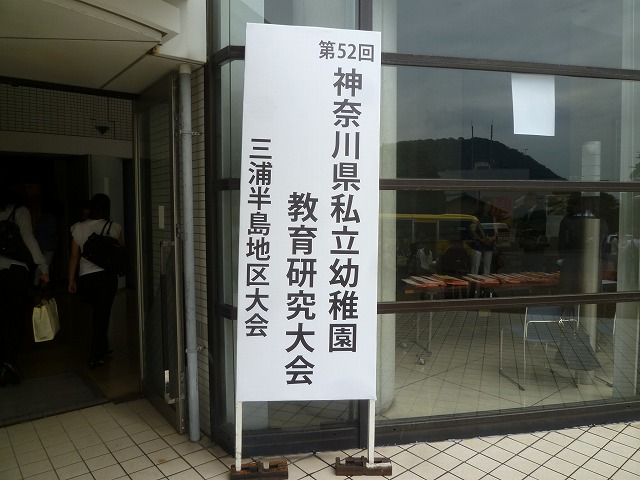 第52回
神奈川県私立幼稚園
教育研究大会
三浦半島地区大会